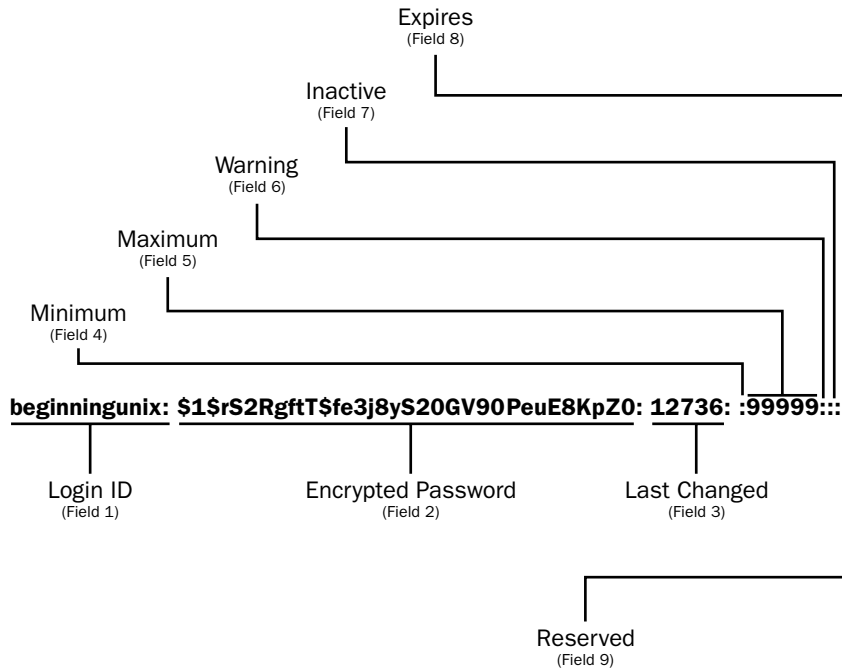 Expires
(Field 8)
Inactive
(Field 7)
Warning
(Field 6)
Maximum
(Field 5)
Minimum
(Field 4)
beginningunix: $1$rS2RgftT$fe3j8yS20GV90PeuE8KpZ0: 12736: :99999:::
Login ID
(Field 1)
Encrypted Password
(Field 2)
Last Changed
(Field 3)
Reserved
(Field 9)